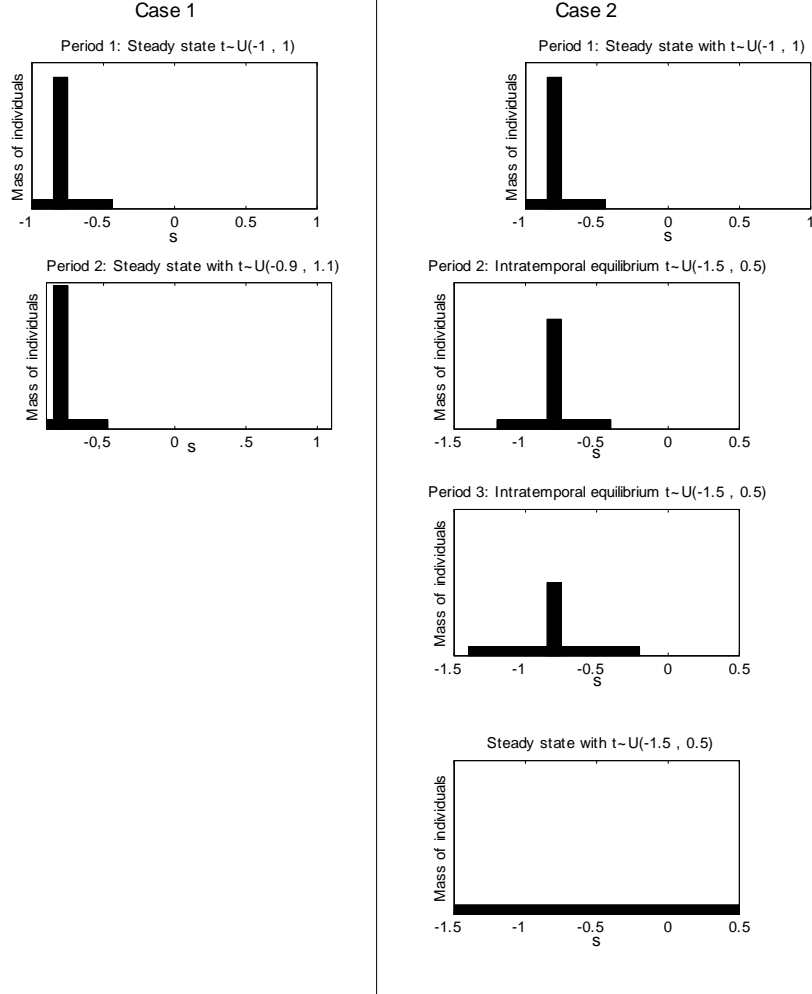 Case 1
Period 1: Steady state t~U(-1 , 1)
Mass of individuals
-1 -0.5 0 0.5 1
s
Period 2: Steady state with t~U(-0.9 , 1.1)
Mass of individuals
-0,5 0 .5 1
s
Case 2
Period 1: Steady state with t~U(-1 , 1)
Mass of individuals
-1 -0.5 0 0.5 1
s
Period 2: Intratemporal equilibrium t~U(-1.5 , 0.5)
Mass of individuals
-1.5 -1 -0.5 0 0.5
s
Period 3: Intratemporal equilibrium t~U(-1.5 , 0.5)
Mass of individuals
-1.5 -1 -0.5 0 0.5
s
Steady state with t~U(-1.5 , 0.5)
Mass of individuals
-1.5 -1 -0.5 0 0.5
s